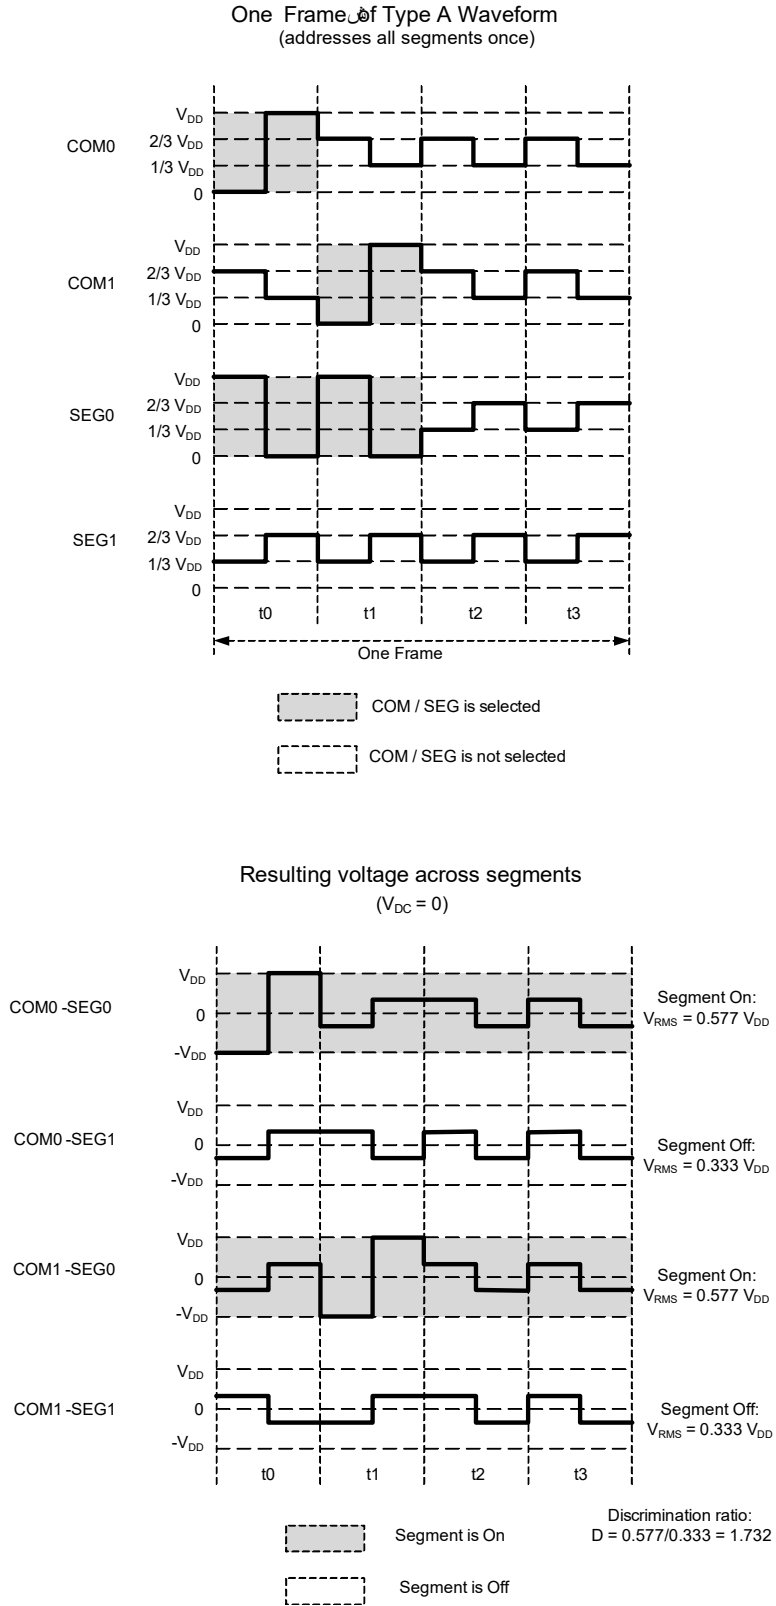 One Frame of Type A Waveform
(addresses all segments once)
COM0
VDD
2/3 VDD
1/3 VDD
0
COM1
VDD
2/3 VDD
1/3 VDD
0
SEG0
VDD
2/3 VDD
1/3 VDD
0
SEG1
VDD
2/3 VDD
1/3 VDD
0
t0 t1 t2 t3
One Frame
COM / SEG is selected
COM / SEG is not selected
Resulting voltage across segments
(VDC = 0)
COM0 -SEG0
VDD
0
-VDD
Segment On:
VRMS = 0.577 VDD
COM0 -SEG1
VDD
0
-VDD
Segment Off:
VRMS = 0.333 VDD
COM1 -SEG0
VDD
0
-VDD
Segment On:
VRMS = 0.577 VDD
COM1 -SEG1
VDD
0
-VDD
Segment Off:
VRMS = 0.333 VDD
t0 t1 t2 t3
Segment is On
Segment is Off
Discrimination ratio:
D = 0.577/0.333 = 1.732